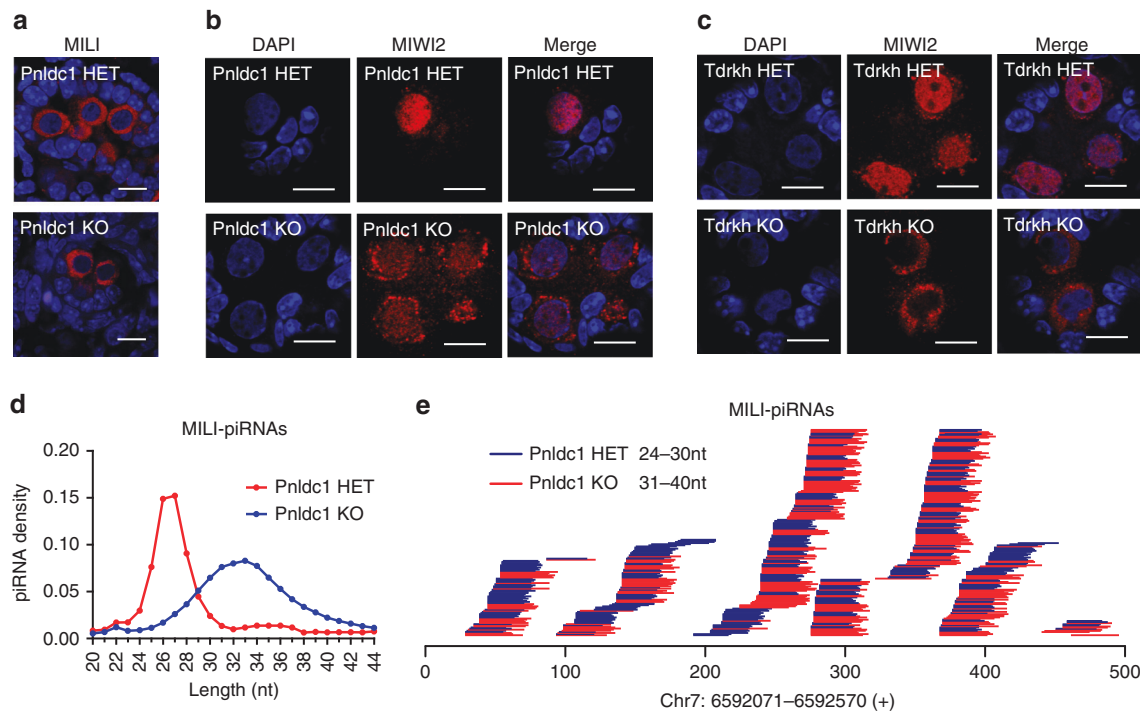 a
MILI
Pnldc1 HET
Pnldc1 KO
b
DAPI MIWI2 Merge
Pnldc1 HET Pnldc1 HET Pnldc1 HET
Pnldc1 KO Pnldc1 KO Pnldc1 KO
c
DAPI MIWI2 Merge
Tdrkh HET Tdrkh HET Tdrkh HET
Tdrkh KO Tdrkh KO Tdrkh KO
d
MILI-piRNAs
piRNA density
0.20
0.15
0.10
0.05
0.00
Pnldc1 HET
Pnldc1 KO
20 22 24 26 28 30 32 34 36 38 40 42 44
Length (nt)
e
MILI-piRNAs
Pnldc1 HET 24–30nt
Pnldc1 KO 31–40nt
0 100 200 300 400 500
Chr7: 6592071–6592570 (+)